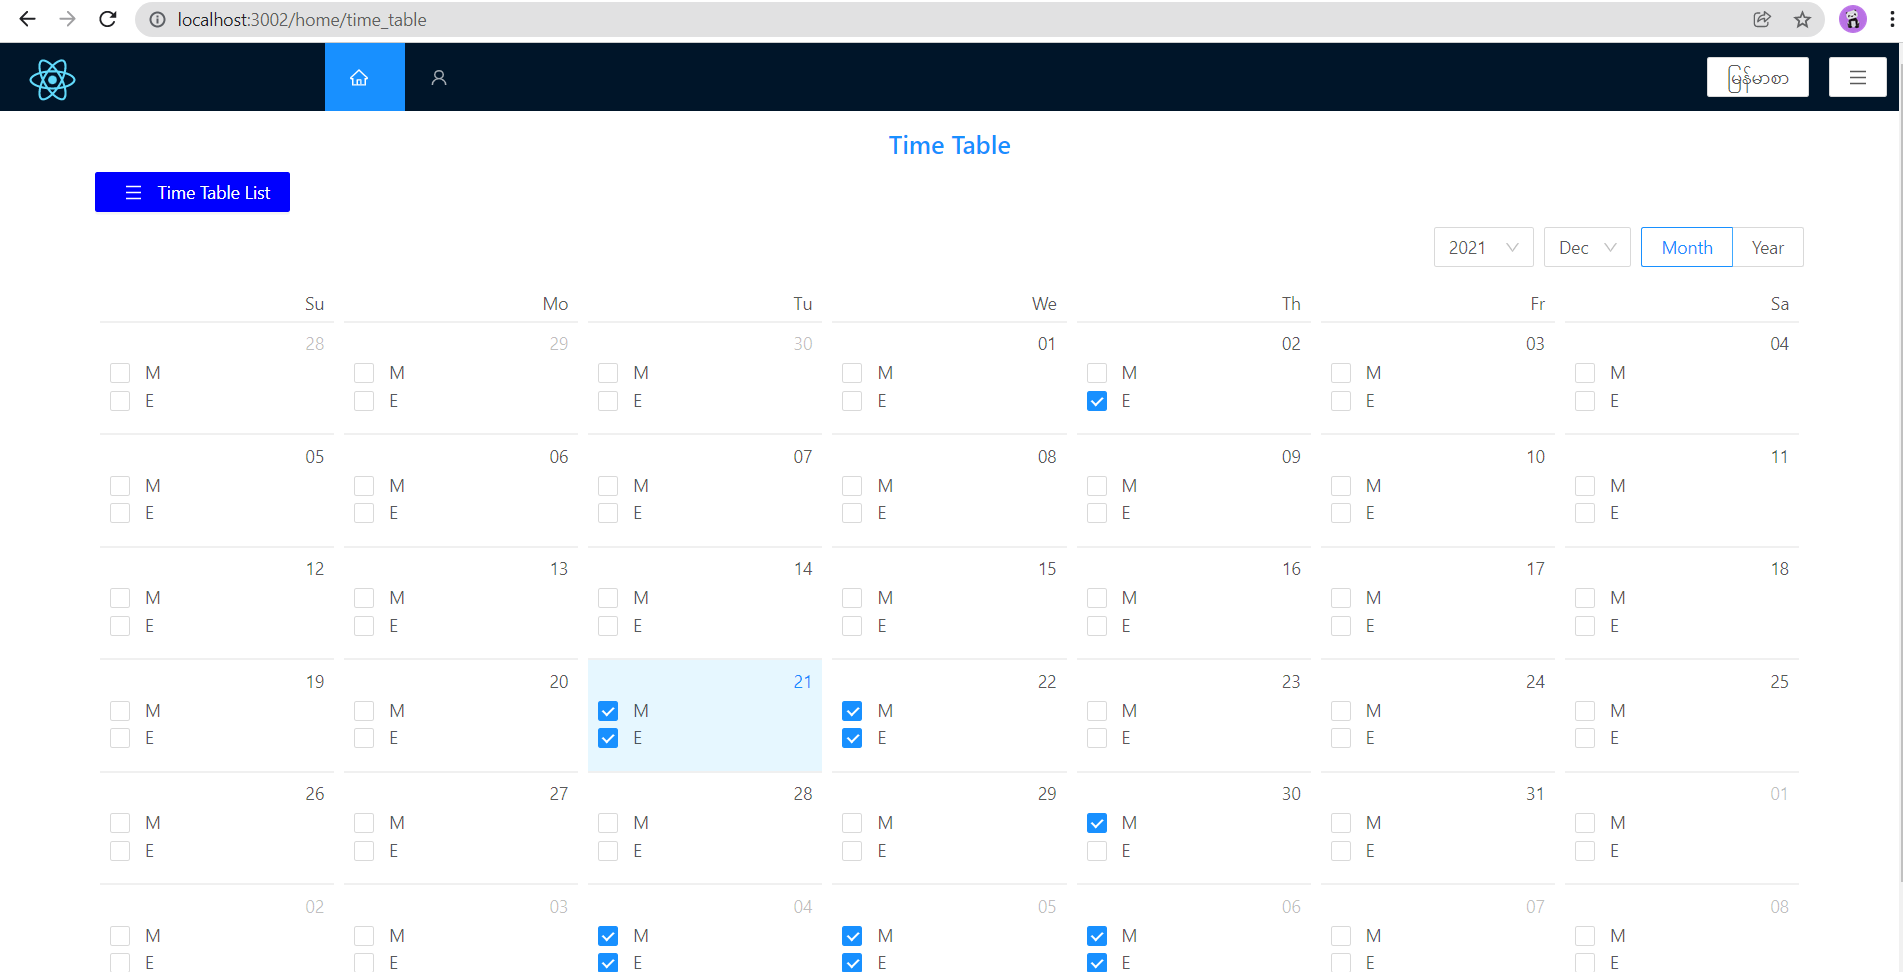 localhost:3002/home/time_table
မြန်မာစာ
Time Table
Time Table List
2021 Dec Month Year
Su Mo Tu We Th Fr Sa
28 29 30 01 02 03 04
M M M M M M M
E E E E E E E
05 06 07 08 09 10 11
M M M M M M M
E E E E E E E
12 13 14 15 16 17 18
M M M M M M M
E E E E E E E
19 20 21 22 23 24 25
M M M M M M M
E E E E E E E
26 27 28 29 30 31 01
M M M M M M M
E E E E E E E
02 03 04 05 06 07 08
M M M M M M M
E E E E E E E